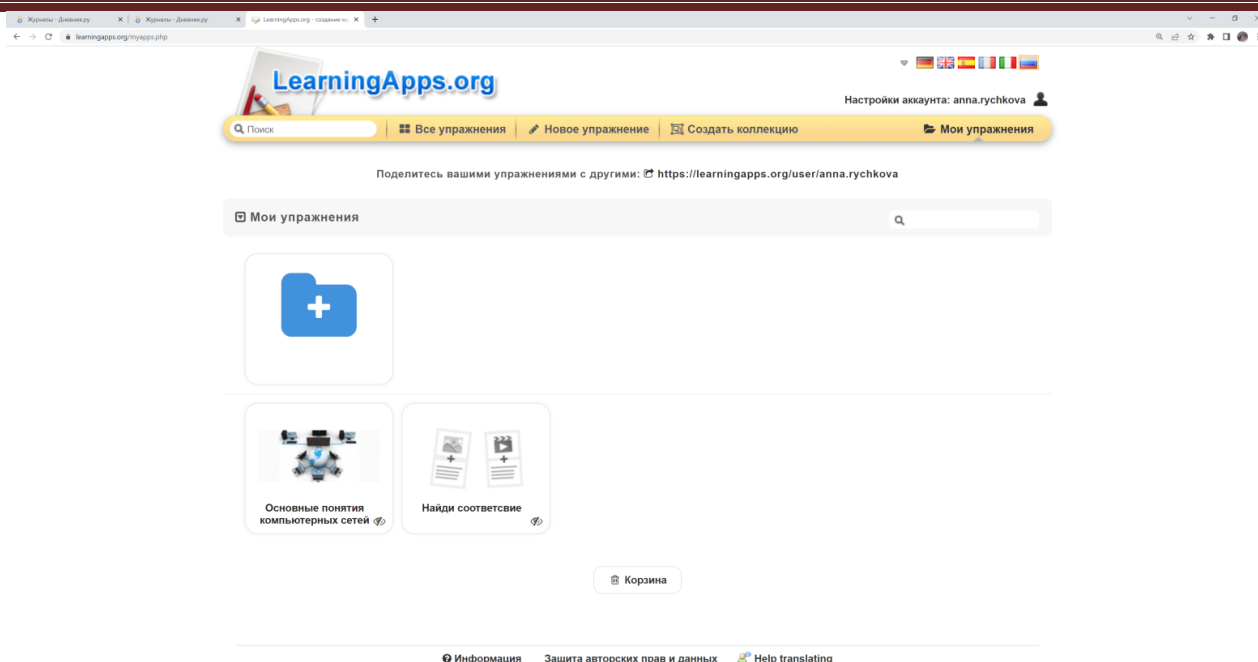 Журналы - Дневник.ру
Журналы - Дневник.ру
LearningApps.org - создание
learningapps.org/myapps.php
LearningApps.org
Настройки аккаунта: anna.rychkova
Поиск
Все упражнения
Новое упражнение
Создать коллекцию
Мои упражнения
Поделитесь вашими упражнениями с другими: https://learningapps.org/user/anna.rychkova
Мои упражнения
Основные понятия
компьютерных сетей
Найди соответсвие
Корзина
Информация
Защита авторских прав и данных
Help translating